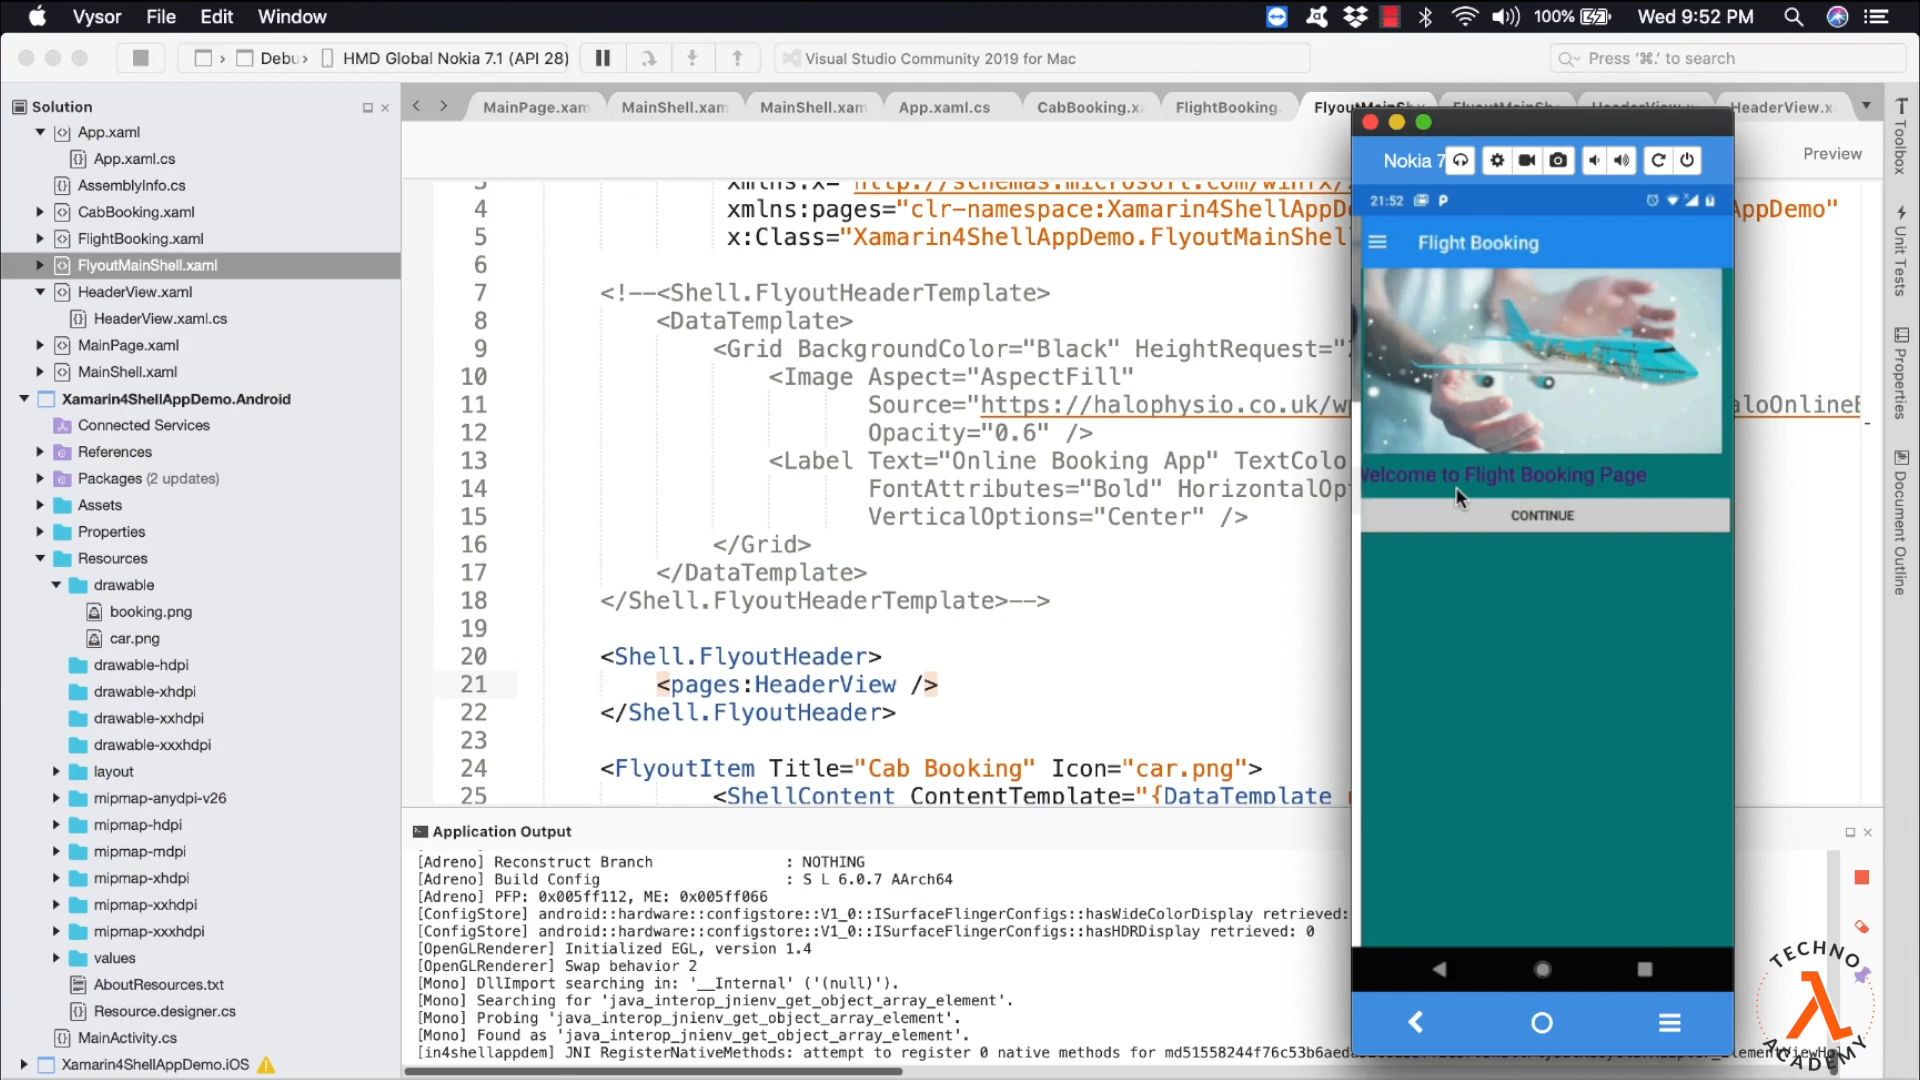 Vysor File Edit Window 100% Wed 9:52 PM
Debu › HMD Global Nokia 7.1 (API 28) Visual Studio Community 2019 for Mac Press ‘⌘.’ to search
Solution
App.xaml
App.xaml.cs
AssemblyInfo.cs
CabBooking.xaml
FlightBooking.xaml
FlyoutMainShell.xaml
HeaderView.xaml
HeaderView.xaml.cs
MainPage.xaml
MainShell.xaml
Xamarin4ShellAppDemo.Android
Connected Services
References
Packages (2 updates)
Assets
Properties
Resources
drawable
booking.png
car.png
drawable-hdpi
drawable-xhdpi
drawable-xxhdpi
drawable-xxxhdpi
layout
mipmap-anydpi-v26
mipmap-hdpi
mipmap-mdpi
mipmap-xhdpi
mipmap-xxhdpi
mipmap-xxxhdpi
values
AboutResources.txt
Resource.designer.cs
MainActivity.cs
Xamarin4ShellAppDemo.iOS
MainPage.xam MainShell.xam MainShell.xam App.xaml.cs CabBooking.x FlightBooking. FlyoutMainSh FlyoutMainSh HeaderView.x HeaderView.x
Preview
3 xmlns:x="http://schemas.microsoft.com/winfx/
4 xmlns:pages="clr-namespace:Xamarin4ShellAppD AppDemo"
5 x:Class="Xamarin4ShellAppDemo.FlyoutMainShel
6
7 <!--<Shell.FlyoutHeaderTemplate>
8 <DataTemplate>
9 <Grid BackgroundColor="Black" HeightRequest="
10 <Image Aspect="AspectFill"
11 Source="https://halophysio.co.uk/w aloOnlineB
12 Opacity="0.6" />
13 <Label Text="Online Booking App" TextColo
14 FontAttributes="Bold" HorizontalOp
15 VerticalOptions="Center" />
16 </Grid>
17 </DataTemplate>
18 </Shell.FlyoutHeaderTemplate>-->
19
20 <Shell.FlyoutHeader>
21 <pages:HeaderView />
22 </Shell.FlyoutHeader>
23
24 <FlyoutItem Title="Cab Booking" Icon="car.png">
25 <ShellContent ContentTemplate="{DataTemplate
Application Output
[Adreno] Reconstruct Branch : NOTHING
[Adreno] Build Config : S L 6.0.7 AArch64
[Adreno] PFP: 0x005ff112, ME: 0x005ff066
[ConfigStore] android::hardware::configstore::V1_0::ISurfaceFlingerConfigs::hasWideColorDisplay retrieved:
[ConfigStore] android::hardware::configstore::V1_0::ISurfaceFlingerConfigs::hasHDRDisplay retrieved: 0
[OpenGLRenderer] Initialized EGL, version 1.4
[OpenGLRenderer] Swap behavior 2
[Mono] DllImport searching in: '__Internal' ('(null)').
[Mono] Searching for 'java_interop_jnienv_get_object_array_element'.
[Mono] Probing 'java_interop_jnienv_get_object_array_element'.
[Mono] Found as 'java_interop_jnienv_get_object_array_element'.
[in4shellappdem] JNI RegisterNativeMethods: attempt to register 0 native methods for
Nokia 7
21:52
Flight Booking
Welcome to Flight Booking Page
CONTINUE
Toolbox
Unit Tests
Properties
Document Outline
TECHNO
ACADEMY